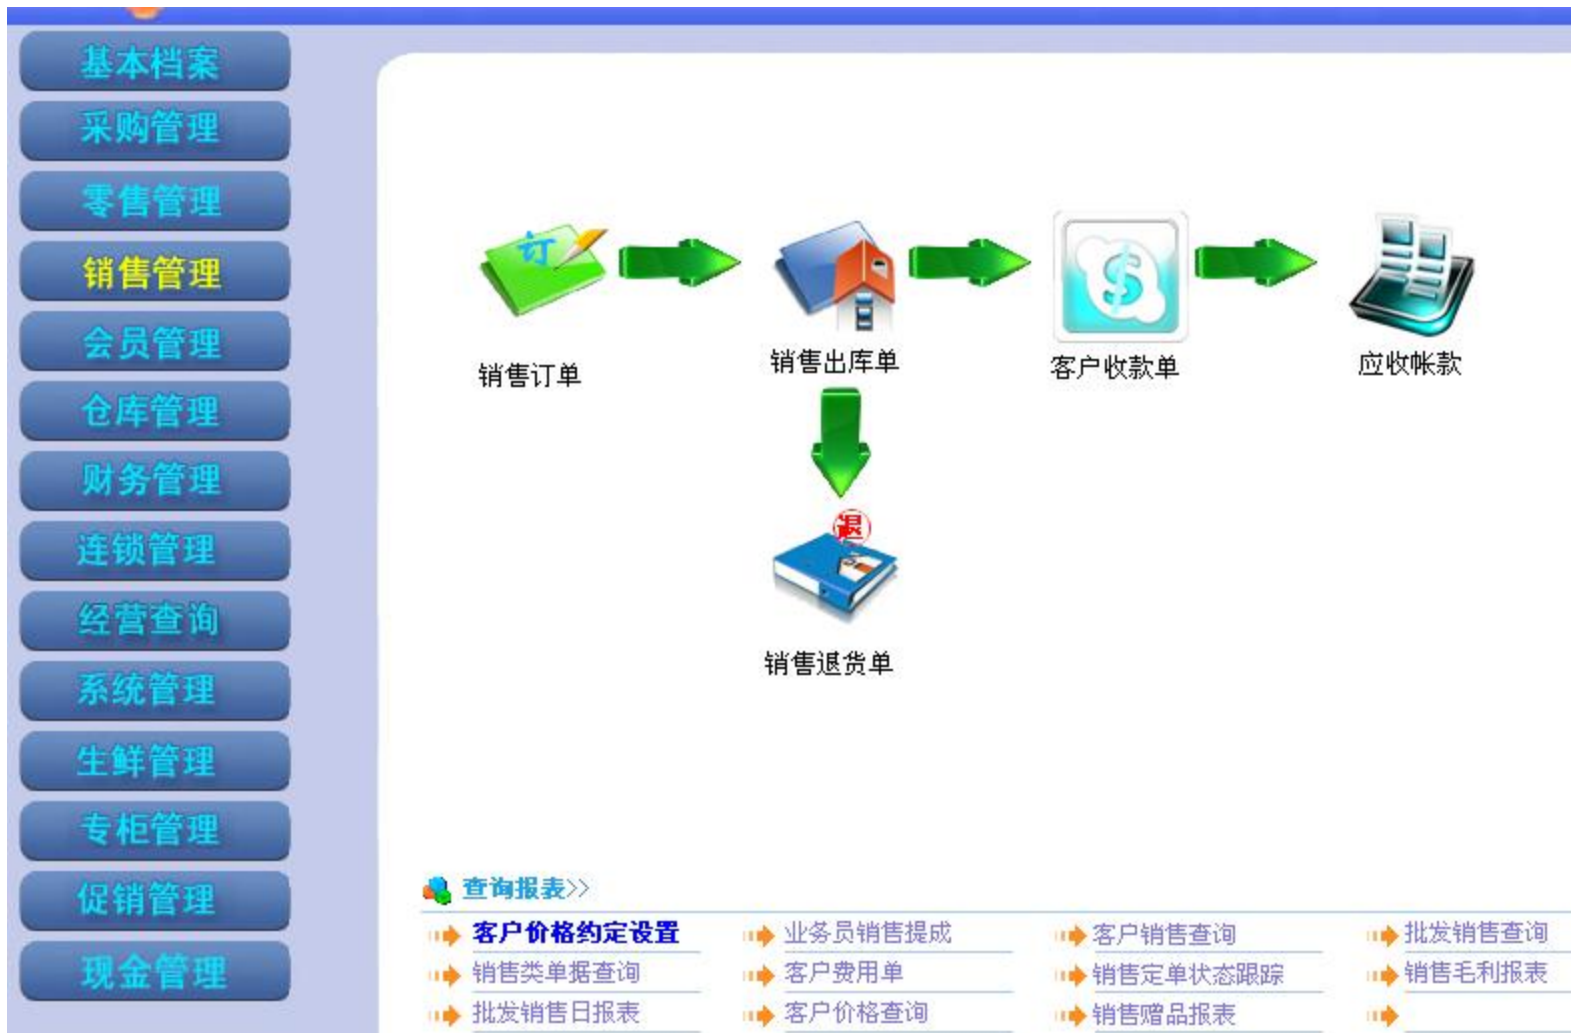 基本档案
采购管理
零售管理
销售管理
会员管理
仓库管理
财务管理
连锁管理
经营查询
系统管理
生鲜管理
专柜管理
促销管理
现金管理
订
销售订单
销售出库单
客户收款单
应收帐款
退
销售退货单
查询报表>>
客户价格约定设置
业务员销售提成
客户销售查询
批发销售查询
销售类单据查询
客户费用单
销售定单状态跟踪
销售毛利报表
批发销售日报表
客户价格查询
销售赠品报表